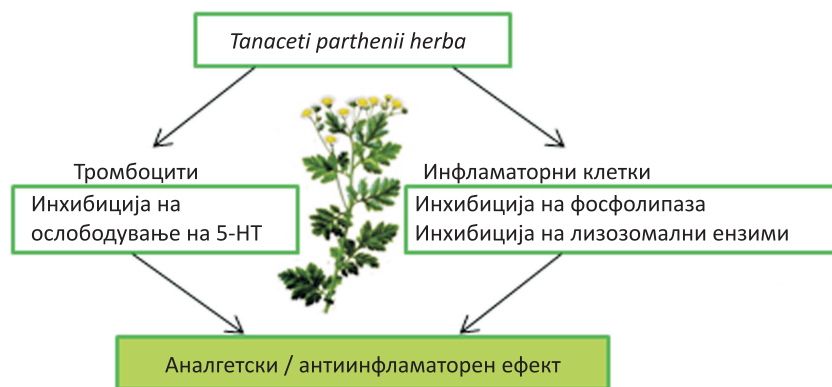 Tanaceti parthenii herba
Тромбоцити
Инхибиција на
ослободување на 5-НТ
Инфламаторни клетки
Инхибиција на фосфолипаза
Инхибиција на лизозомални ензими
Аналгетски / антиинфламаторен ефект